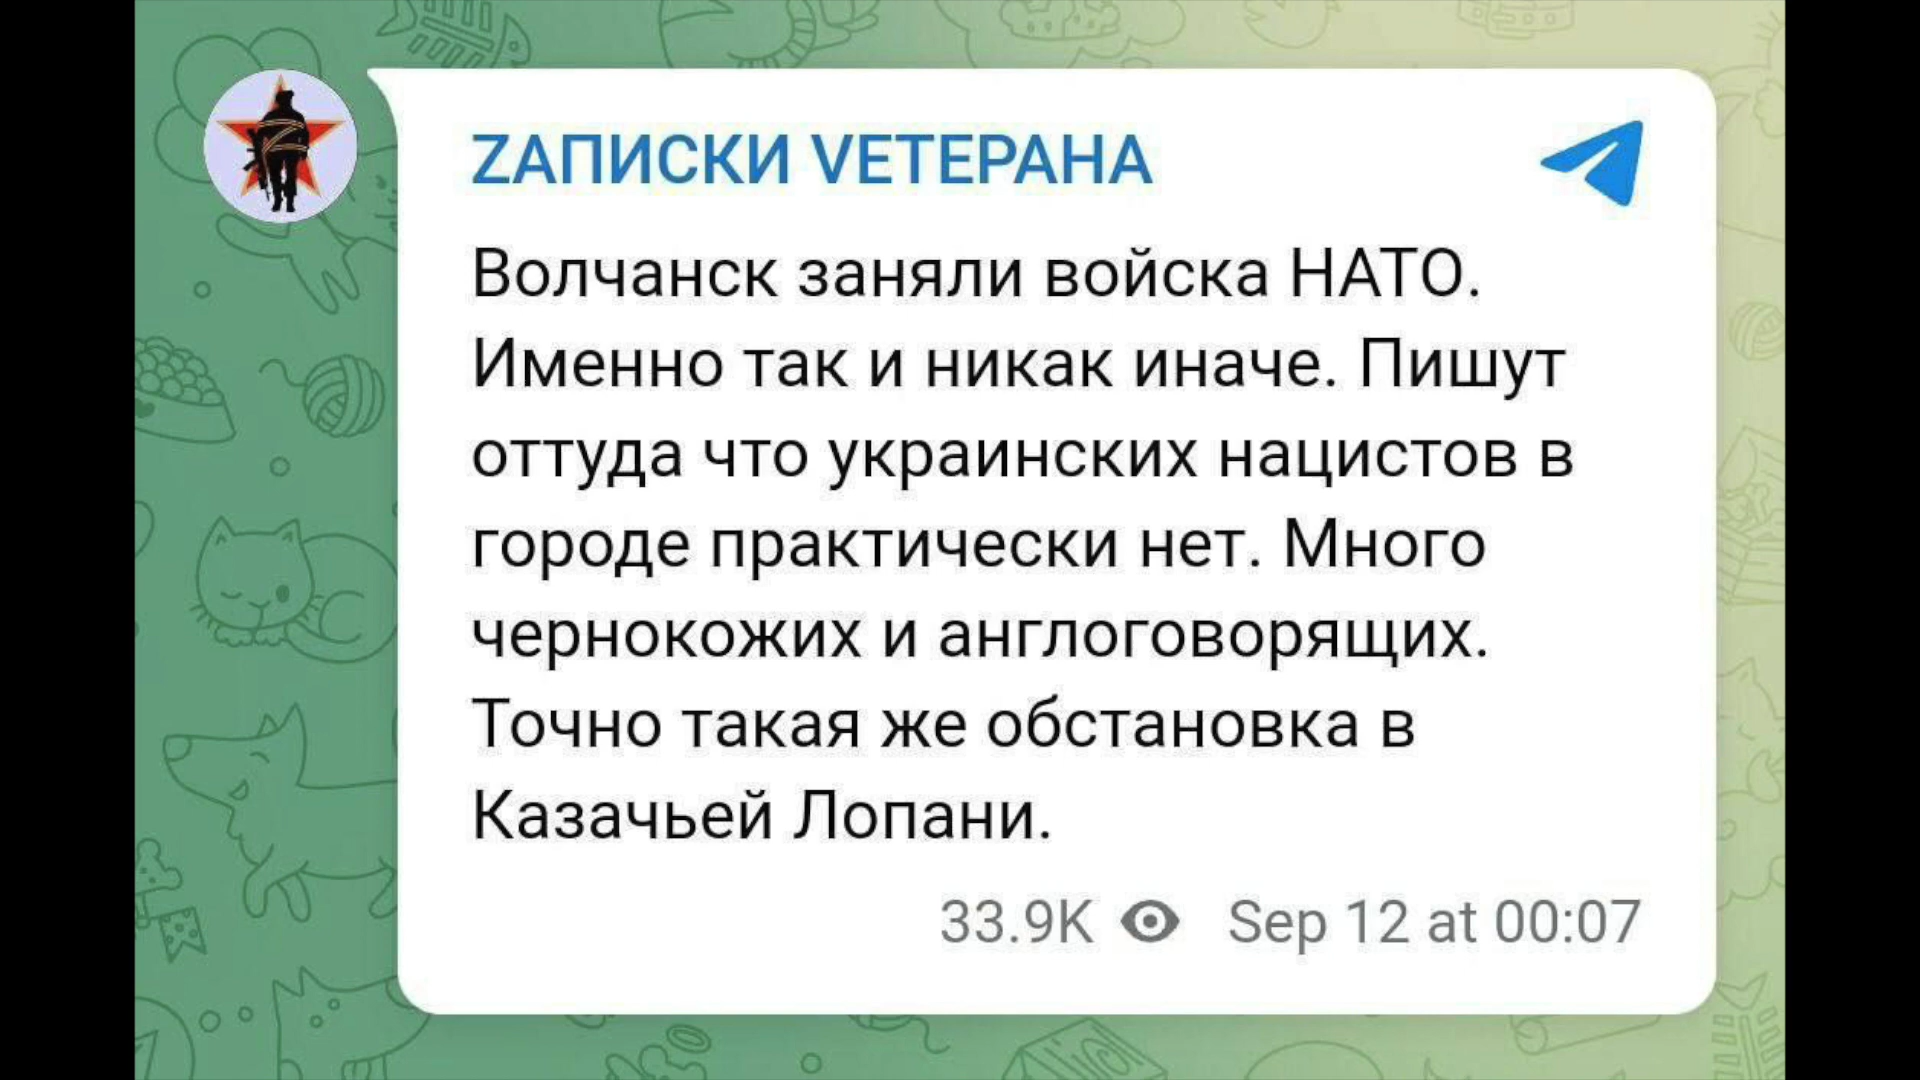 ZАПИСКИ VЕТЕРАНА
Волчанск заняли войска НАТО.
Именно так и никак иначе. Пишут
оттуда что украинских нацистов в
городе практически нет. Много
чернокожих и англоговорящих.
Точно такая же обстановка в
Казачьей Лопани.
33.9K Sep 12 at 00:07